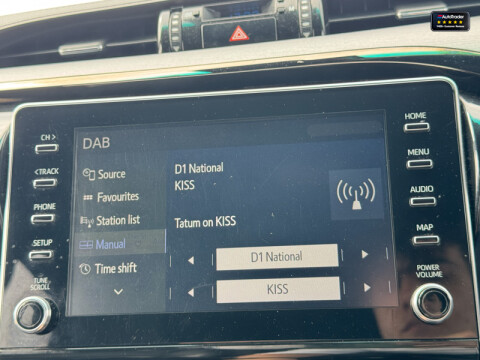 AutoTrader
CH >
<TRACK
PHONE
SETUP
TUNE
SCROLL
DAB
Source
Favourites
Station list
Manual
Time shift
D1 National
KISS
Tatum on KISS
D1 National
KISS
HOME
MENU
AUDIO
MAP
POWER
VOLUME